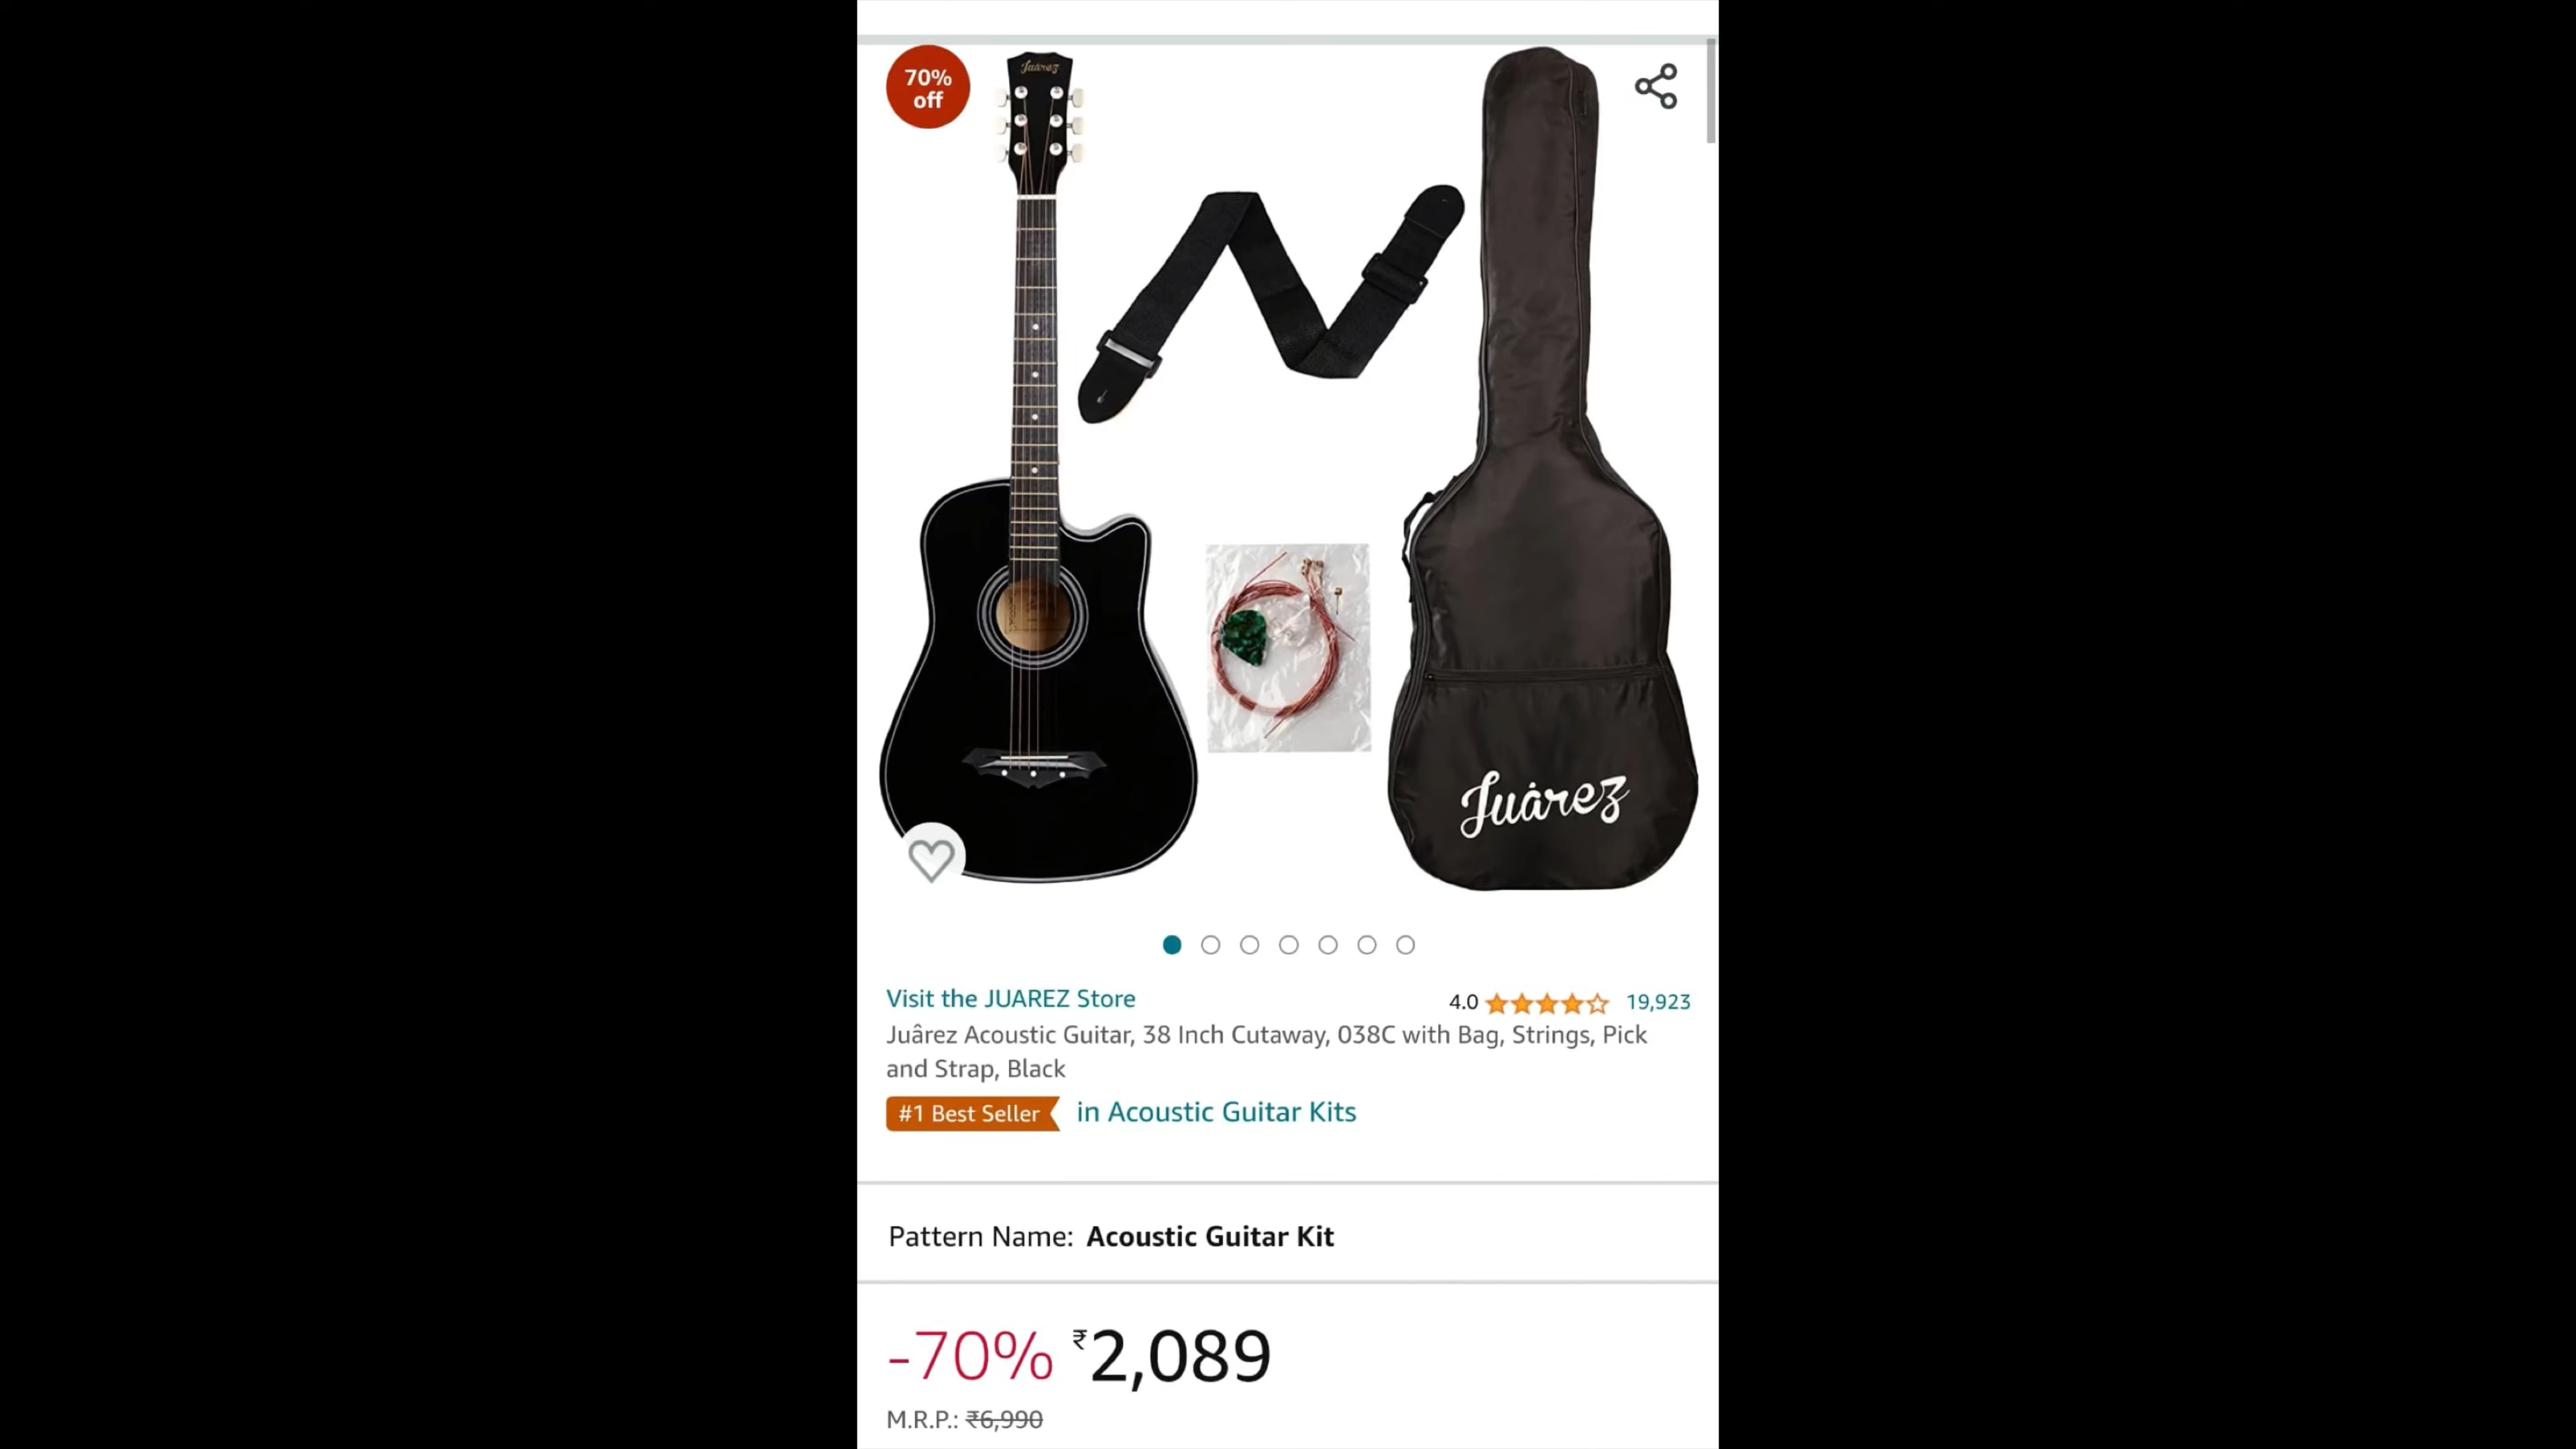 70%
off
Juârez
Juârez
Visit the JUAREZ Store
4.0 19,923
Juârez Acoustic Guitar, 38 Inch Cutaway, 038C with Bag, Strings, Pick
and Strap, Black
#1 Best Seller in Acoustic Guitar Kits
Pattern Name: Acoustic Guitar Kit
-70% ₹2,089
M.R.P.: ₹6,990